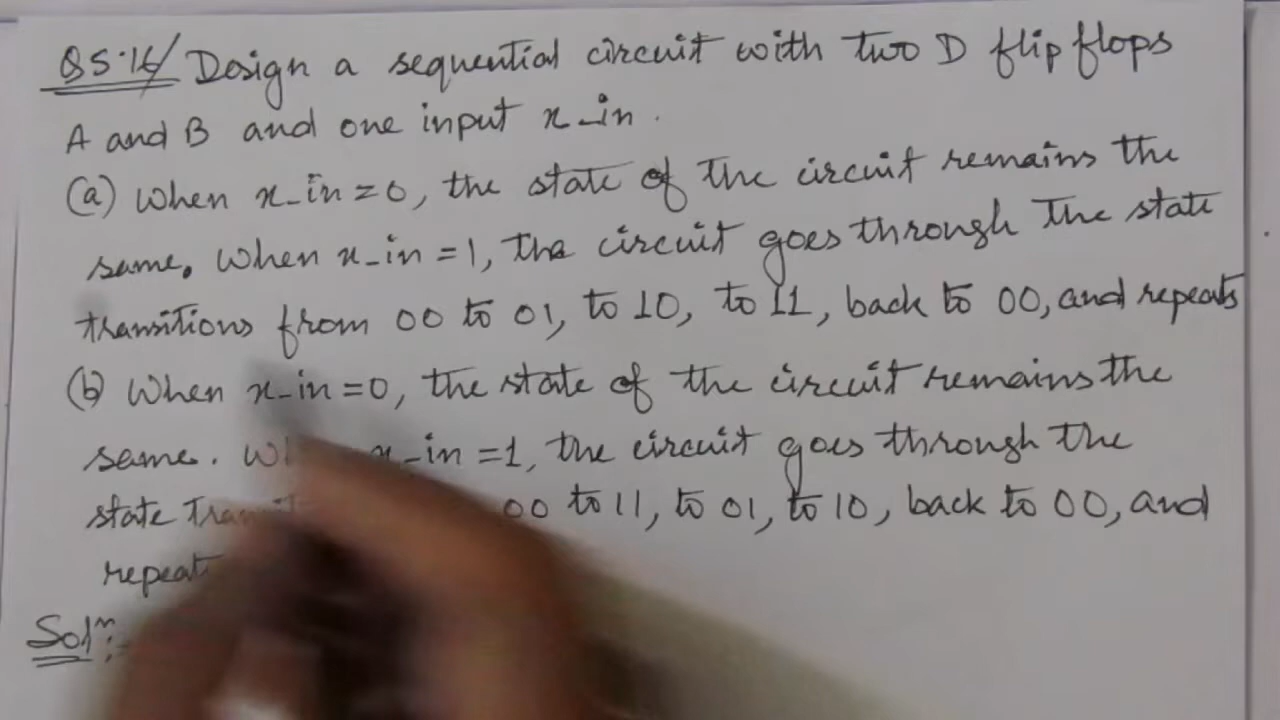 Q5.16/ Design a sequential circuit with two D flip flops
A and B and one input x_in.
(a) When x_in=0, the state of the circuit remains the
same. When x_in=1, the circuit goes through the state
transitions from 00 to 01, to 10, to 11, back to 00, and repeats
(b) When x_in=0, the state of the circuit remains the
same. x_in=1, the circuit goes through the
state 00 to 11, to 01, to 10, back to 00, and
repeat
Solⁿ:-